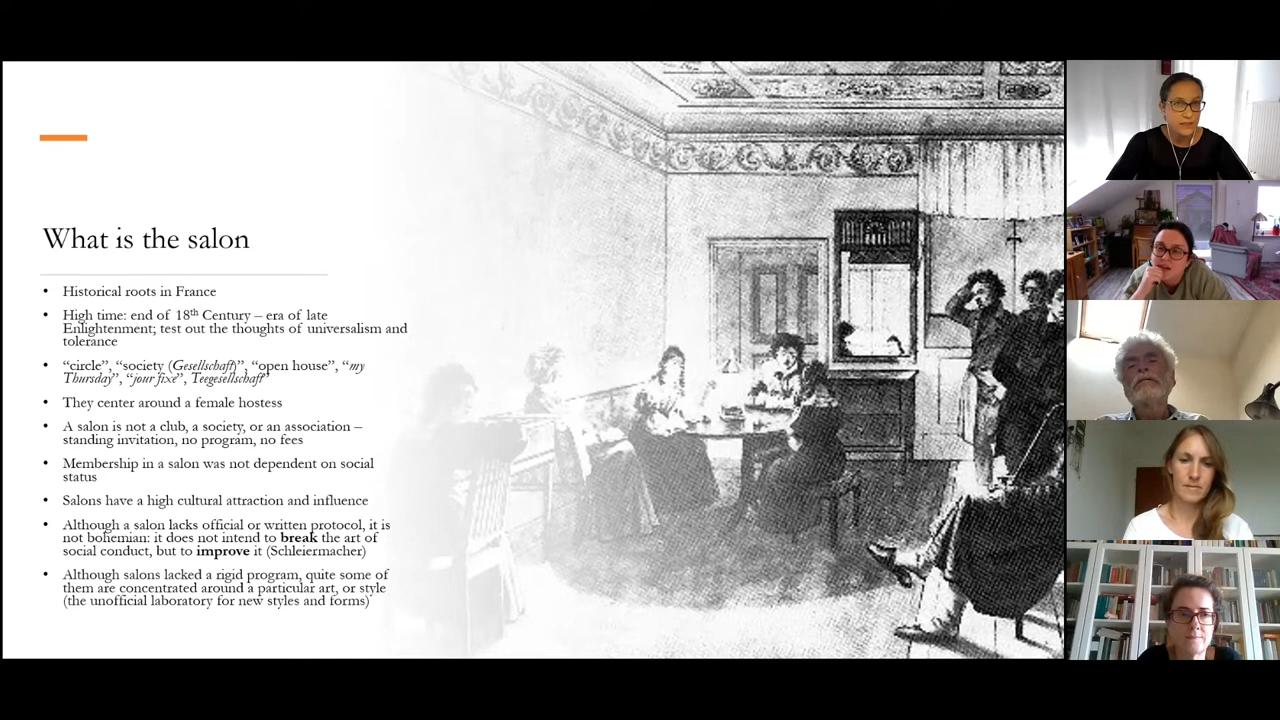 What is the salon
• Historical roots in France
• High time: end of 18th Century – era of late
Enlightenment; test out the thoughts of universalism and
tolerance
• “circle”, “society (Gesellschaft)”, “open house”, “my
Thursday”, “jour fixe”, Teegesellschaft”
• They center around a female hostess
• A salon is not a club, a society, or an association –
standing invitation, no program, no fees
• Membership in a salon was not dependent on social
status
• Salons have a high cultural attraction and influence
• Although a salon lacks official or written protocol, it is
not bohemian: it does not intend to break the art of
social conduct, but to improve it (Schleiermacher)
• Although salons lacked a rigid program, quite some of
them are concentrated around a particular art, or style
(the unofficial laboratory for new styles and forms)